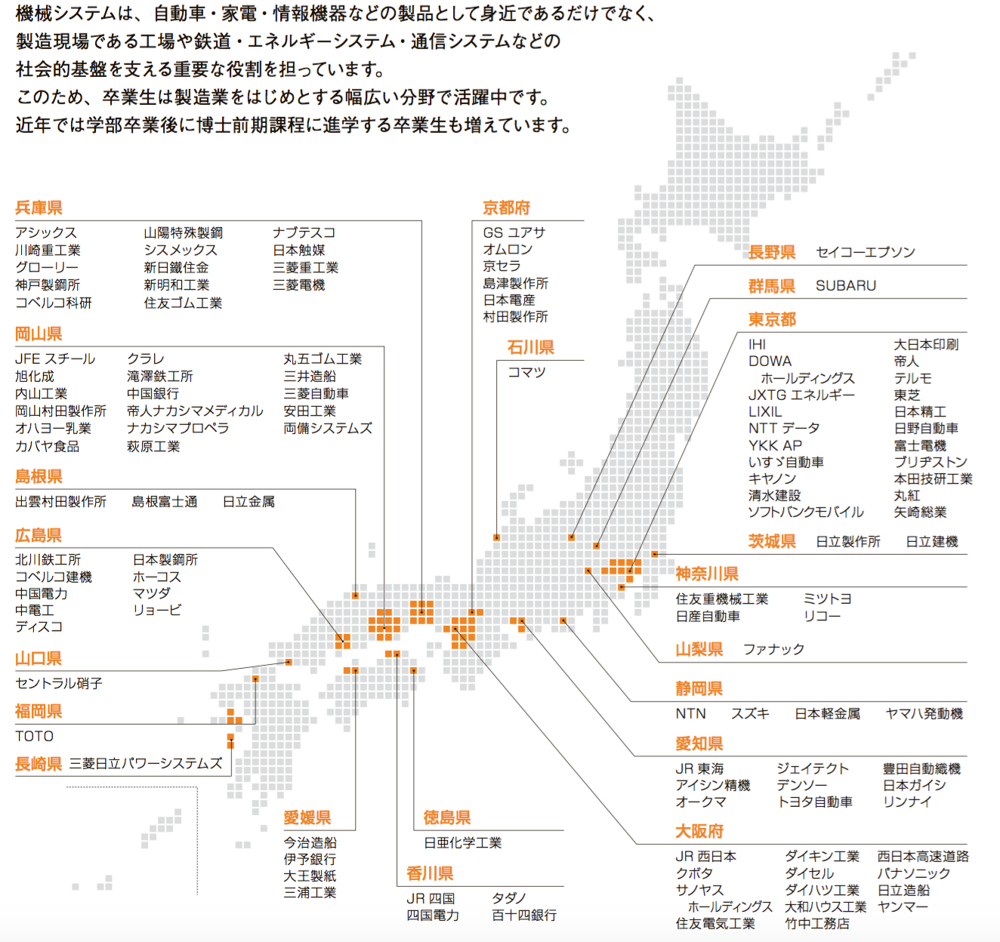 機械システムは、自動車・家電・情報機器などの製品として身近であるだけでなく、
製造現場である工場や鉄道・エネルギーシステム・通信システムなどの
社会的基盤を支える重要な役割を担っています。
このため、卒業生は製造業をはじめとする幅広い分野で活躍中です。
近年では学部卒業後に博士前期課程に進学する卒業生も増えています。
兵庫県
アシックス 山陽特殊製鋼 ナブテスコ
川崎重工業 シスメックス 日本触媒
グローリー 新日鐵住金 三菱重工業
神戸製鋼所 新明和工業 三菱電機
コベルコ科研 住友ゴム工業
岡山県
JFE スチール クラレ 丸五ゴム工業
旭化成 滝澤鉄工所 三井造船
内山工業 中国銀行 三菱自動車
岡山村田製作所 帝人ナカシマメディカル 安田工業
オハヨー乳業 ナカシマプロペラ 両備システムズ
カバヤ食品 萩原工業
島根県
出雲村田製作所 島根富士通 日立金属
広島県
北川鉄工所 日本製鋼所
コベルコ建機 ホーコス
中国電力 マツダ
中電工 リョービ
ディスコ
山口県
セントラル硝子
福岡県
TOTO
長崎県 三菱日立パワーシステムズ
京都府
GS ユアサ
オムロン
京セラ
島津製作所
日本電産
村田製作所
石川県
コマツ
長野県 セイコーエプソン
群馬県 SUBARU
東京都
IHI 大日本印刷
DOWA 帝人
ホールディングス テルモ
JXTG エネルギー 東芝
LIXIL 日本精工
NTT データ 日野自動車
YKK AP 富士電機
いすゞ自動車 ブリヂストン
キヤノン 本田技研工業
清水建設 丸紅
ソフトバンクモバイル 矢崎総業
茨城県 日立製作所 日立建機
神奈川県
住友重機械工業 ミツトヨ
日産自動車 リコー
山梨県 ファナック
静岡県
NTN スズキ 日本軽金属 ヤマハ発動機
愛知県
JR 東海 ジェイテクト 豊田自動織機
アイシン精機 デンソー 日本ガイシ
オークマ トヨタ自動車 リンナイ
大阪府
JR 西日本 ダイキン工業 西日本高速道路
クボタ ダイセル パナソニック
サノヤス ダイハツ工業 日立造船
ホールディングス 大和ハウス工業 ヤンマー
住友電気工業 竹中工務店
愛媛県
今治造船
伊予銀行
大王製紙
三浦工業
徳島県
日亜化学工業
香川県
JR 四国 タダノ
四国電力 百十四銀行